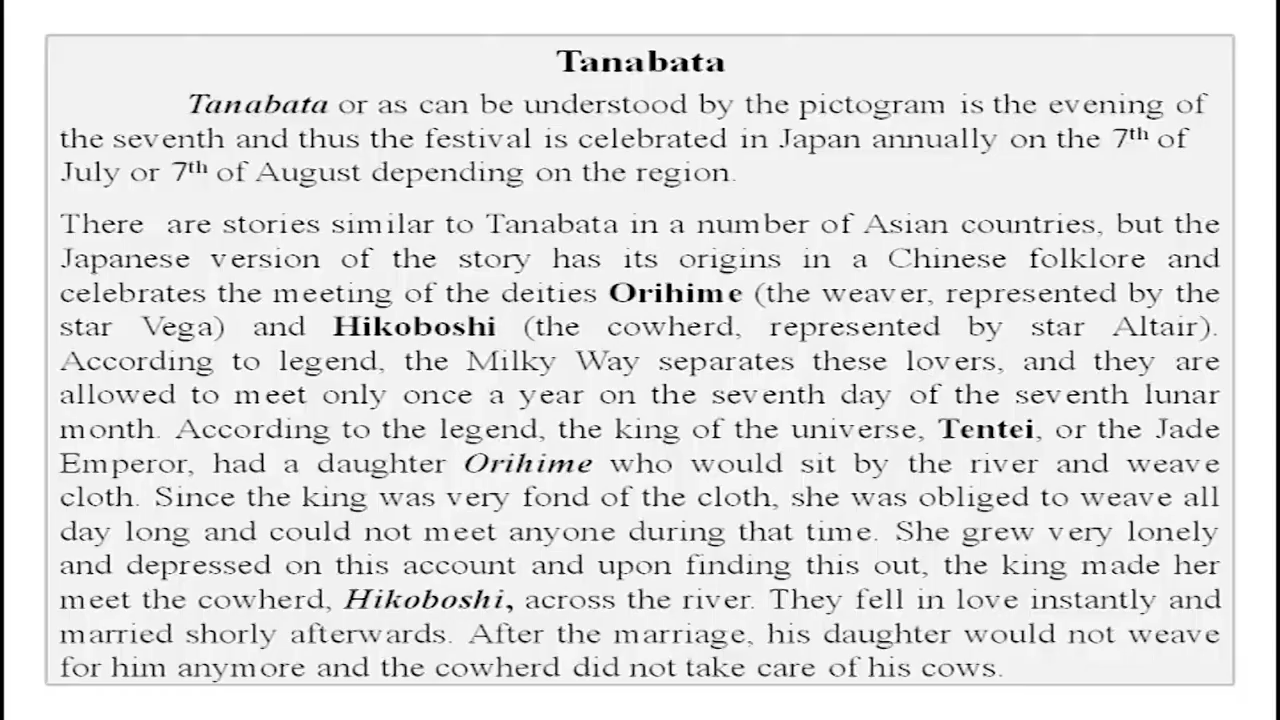 Tanabata
Tanabata or as can be understood by the pictogram is the evening of
the seventh and thus the festival is celebrated in Japan annually on the 7th of
July or 7th of August depending on the region.
There are stories similar to Tanabata in a number of Asian countries, but the
Japanese version of the story has its origins in a Chinese folklore and
celebrates the meeting of the deities Orihime (the weaver, represented by the
star Vega) and Hikoboshi (the cowherd, represented by star Altair).
According to legend, the Milky Way separates these lovers, and they are
allowed to meet only once a year on the seventh day of the seventh lunar
month. According to the legend, the king of the universe, Tentei, or the Jade
Emperor, had a daughter Orihime who would sit by the river and weave
cloth. Since the king was very fond of the cloth, she was obliged to weave all
day long and could not meet anyone during that time. She grew very lonely
and depressed on this account and upon finding this out, the king made her
meet the cowherd, Hikoboshi, across the river. They fell in love instantly and
married shorly afterwards. After the marriage, his daughter would not weave
for him anymore and the cowherd did not take care of his cows.